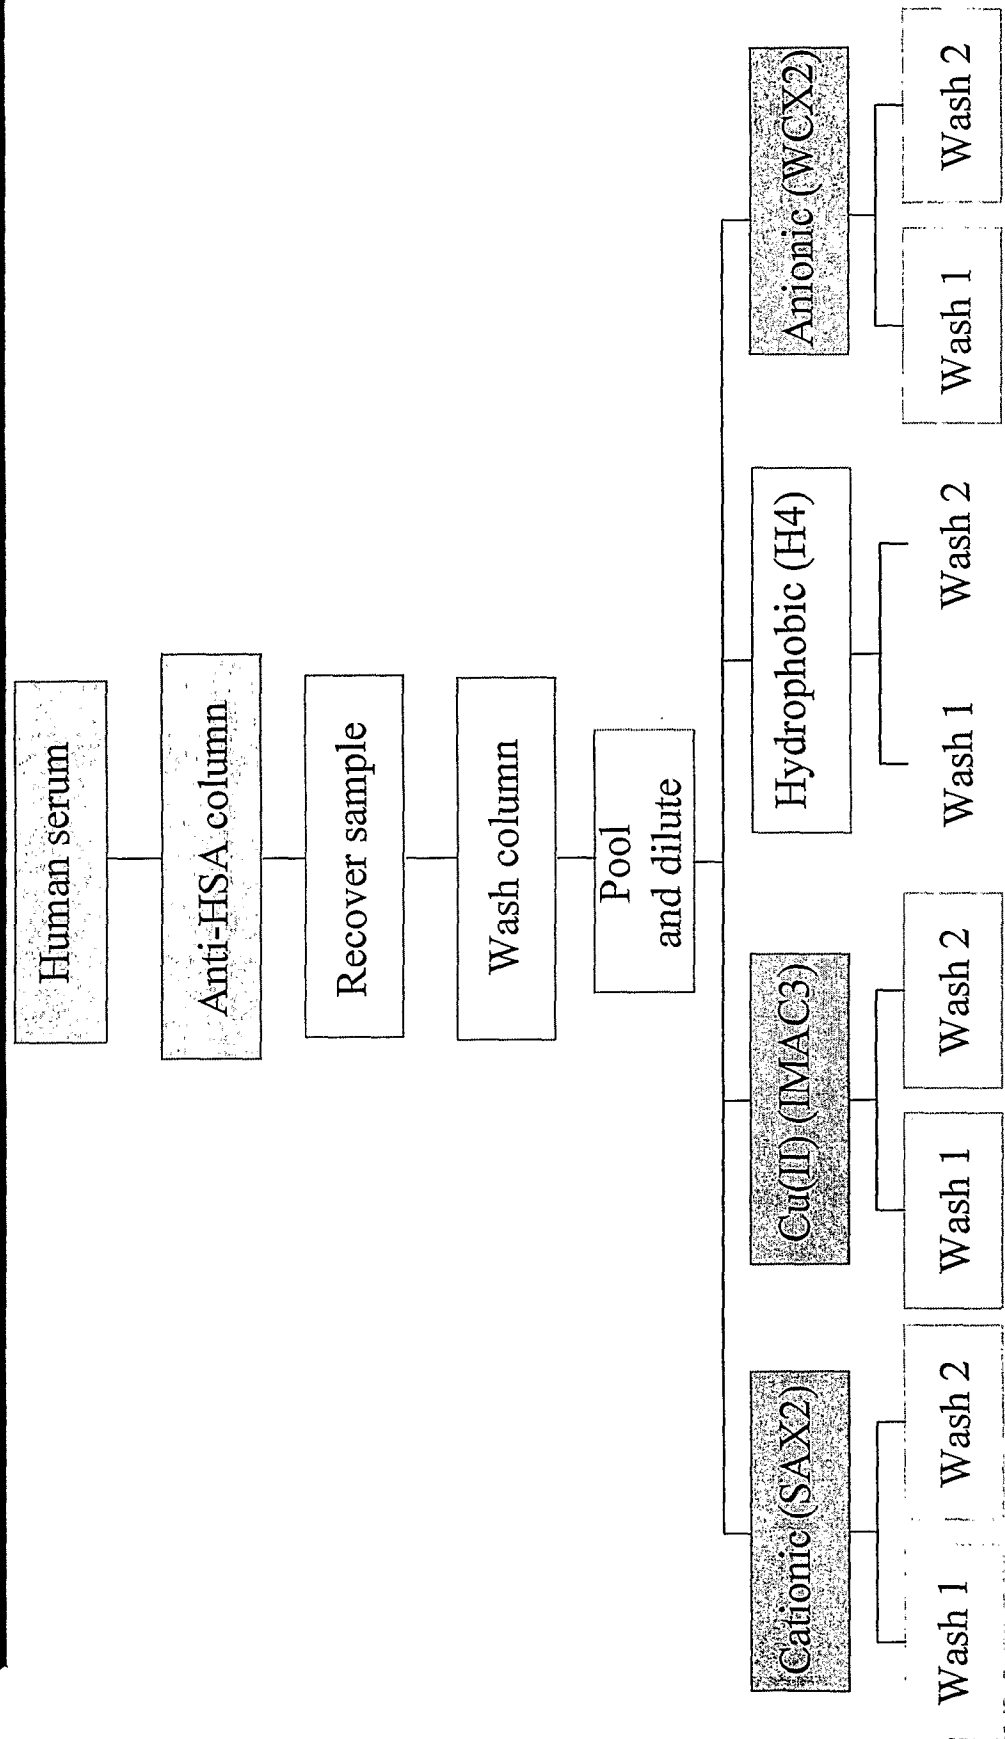 Human serum
Anti-HSA column
Recover sample
Wash column
Pool
and dilute
Cationic (SAX2)
Cu(II) (IMAC3)
Hydrophobic (H4)
Anionic (WCX2)
Wash 1
Wash 2
Wash 1
Wash 2
Wash 1
Wash 2
Wash 1
Wash 2